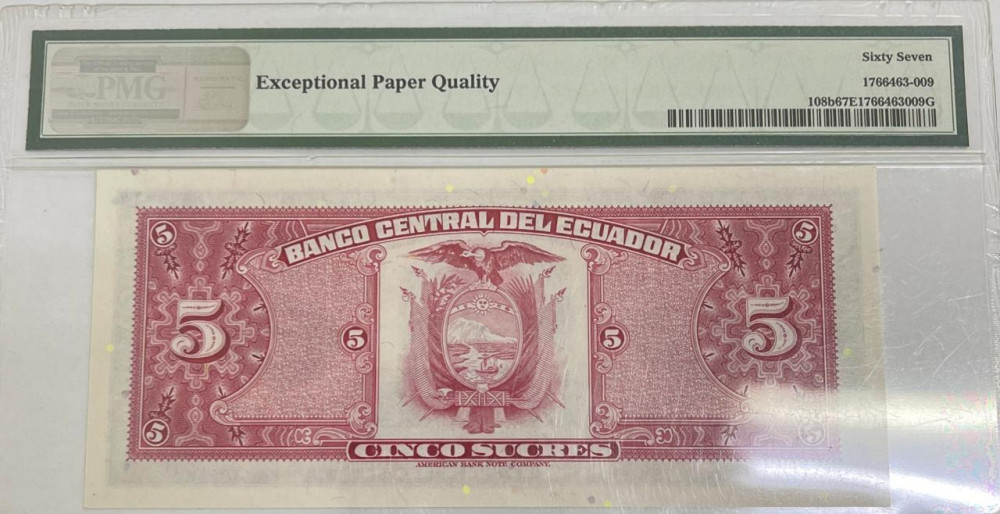 PMG
Exceptional Paper Quality
Sixty Seven
1766463-009
108b67E1766463009G
5 5
BANCO CENTRAL DEL ECUADOR
5 5
5 5
5 5
CINCO SUCRES
AMERICAN BANK NOTE COMPANY.